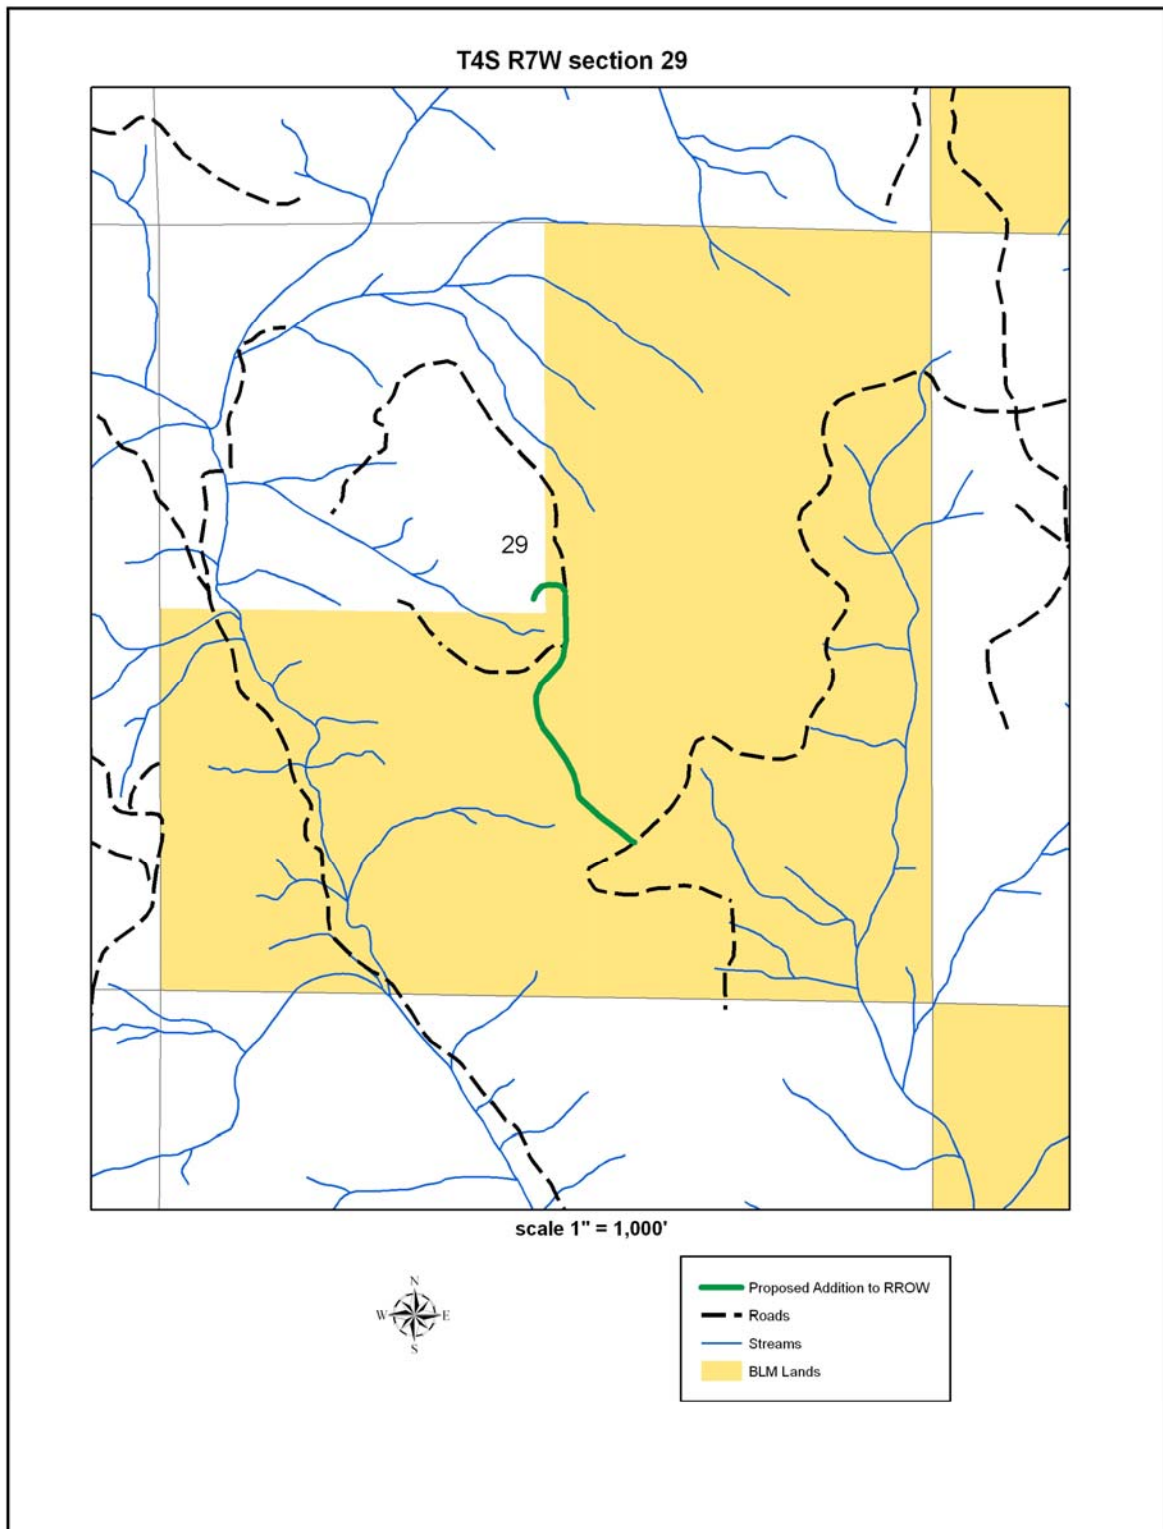 T4S R7W section 29
29
scale 1" = 1,000'
N
W E
S
Proposed Addition to RROW
Roads
Streams
BLM Lands